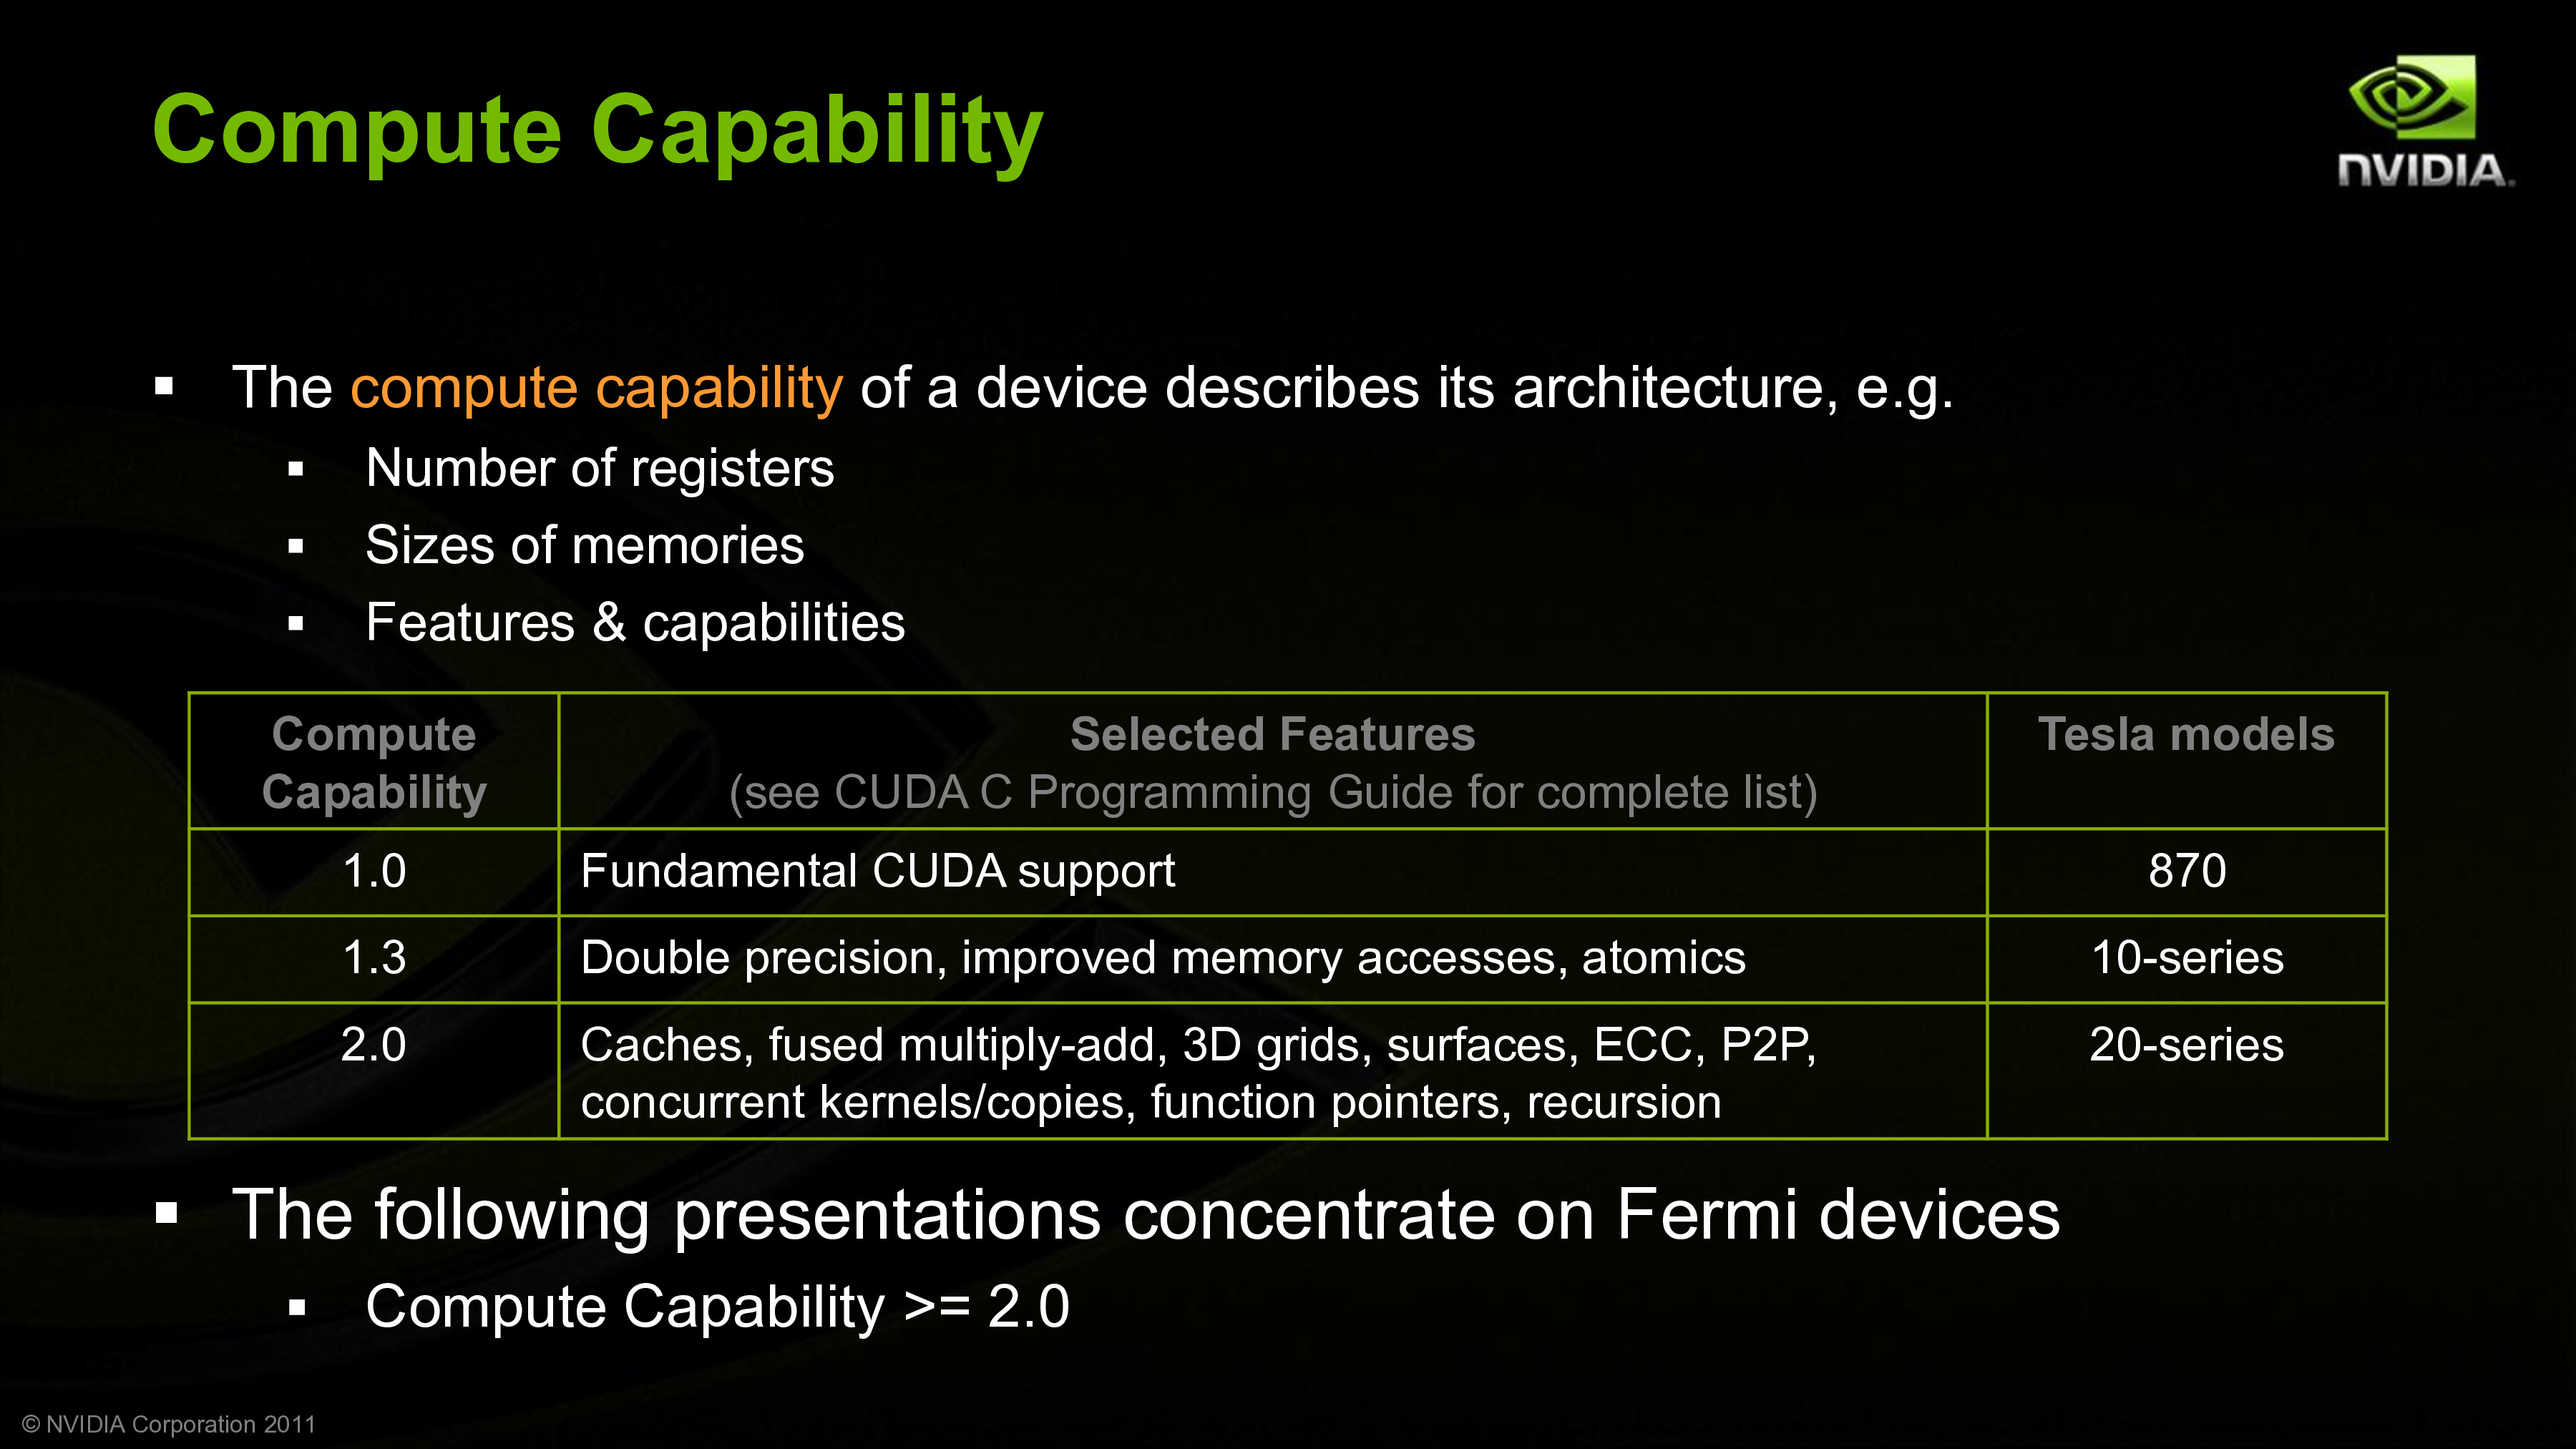 Compute Capability
NVIDIA.
▪ The compute capability of a device describes its architecture, e.g.
▪ Number of registers
▪ Sizes of memories
▪ Features & capabilities
Compute Capability
Selected Features
(see CUDA C Programming Guide for complete list)
Tesla models
1.0 Fundamental CUDA support 870
1.3 Double precision, improved memory accesses, atomics 10-series
2.0 Caches, fused multiply-add, 3D grids, surfaces, ECC, P2P, 20-series
concurrent kernels/copies, function pointers, recursion
▪ The following presentations concentrate on Fermi devices
▪ Compute Capability >= 2.0
© NVIDIA Corporation 2011